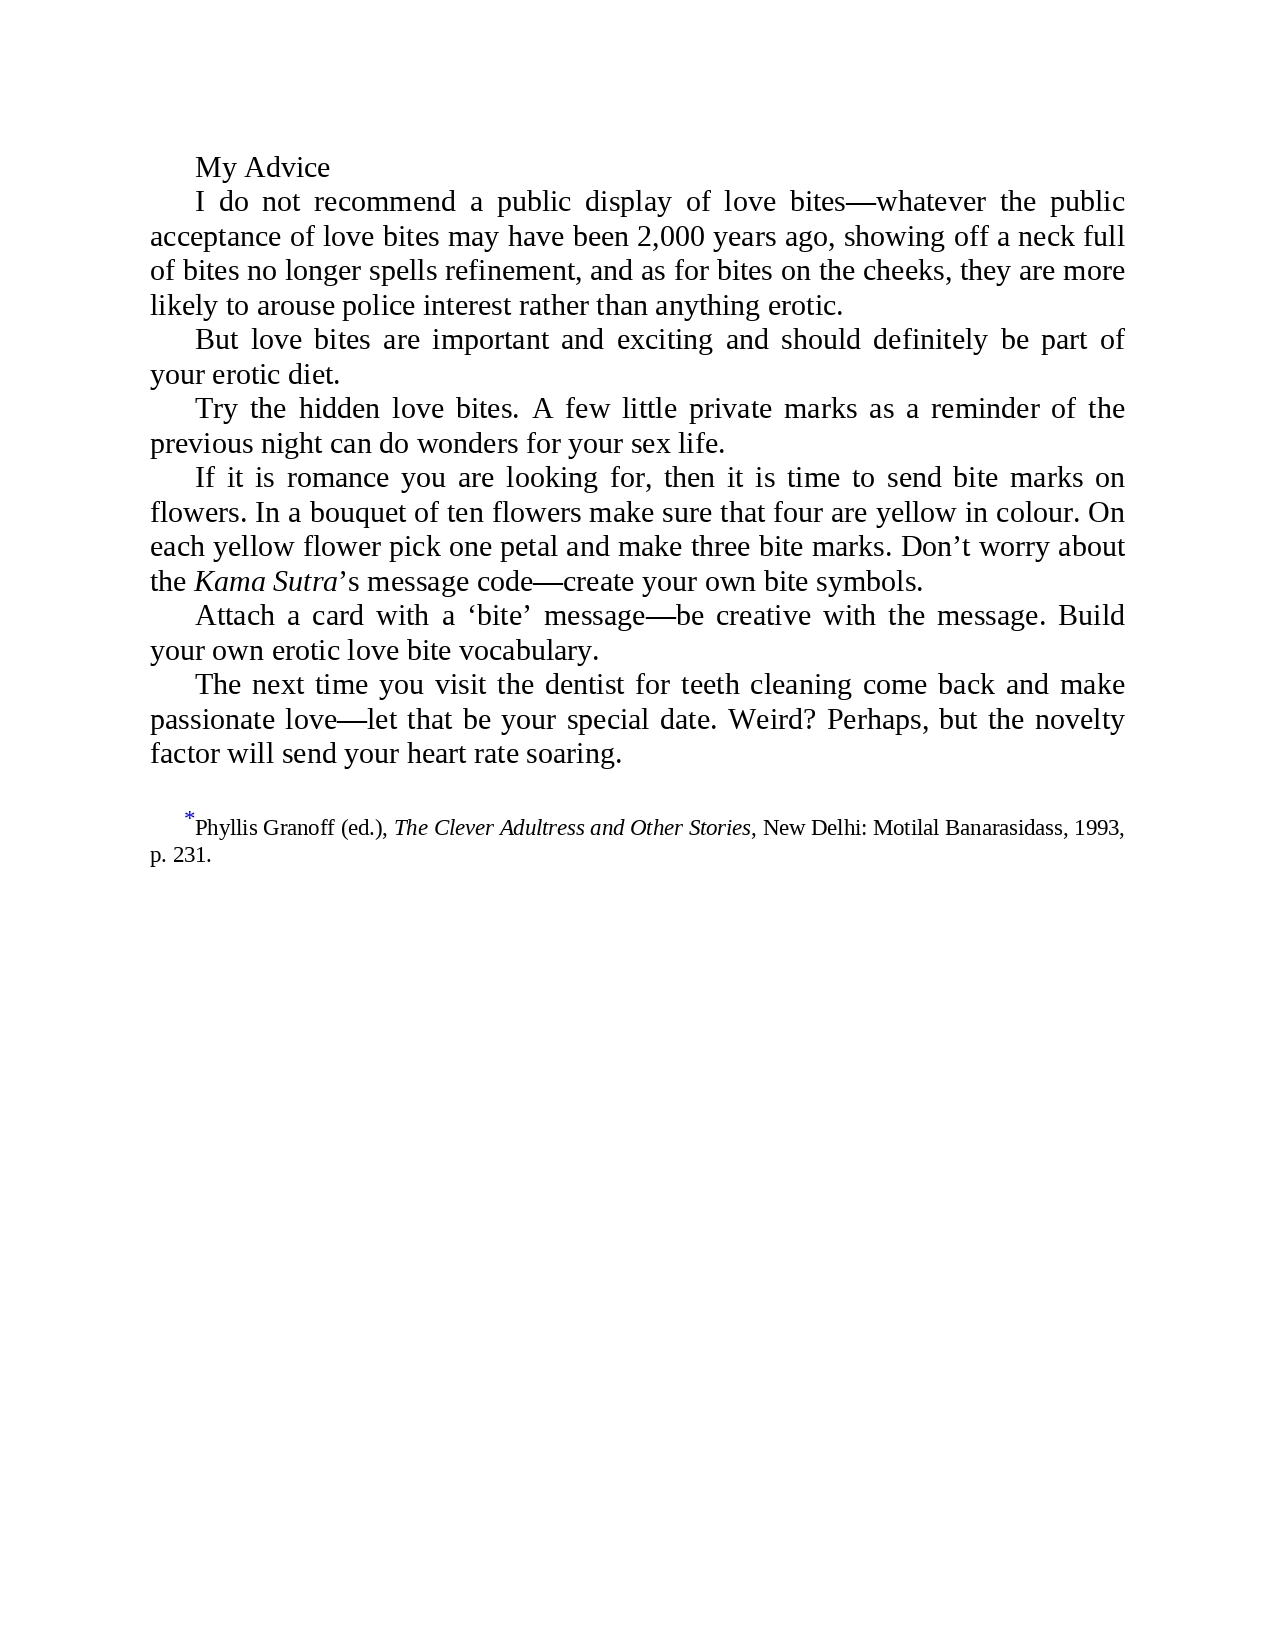 My Advice
I do not recommend a public display of love bites—whatever the public
acceptance of love bites may have been 2,000 years ago, showing off a neck full
of bites no longer spells refinement, and as for bites on the cheeks, they are more
likely to arouse police interest rather than anything erotic.
But love bites are important and exciting and should definitely be part of
your erotic diet.
Try the hidden love bites. A few little private marks as a reminder of the
previous night can do wonders for your sex life.
If it is romance you are looking for, then it is time to send bite marks on
flowers. In a bouquet of ten flowers make sure that four are yellow in colour. On
each yellow flower pick one petal and make three bite marks. Don’t worry about
the Kama Sutra’s message code—create your own bite symbols.
Attach a card with a ‘bite’ message—be creative with the message. Build
your own erotic love bite vocabulary.
The next time you visit the dentist for teeth cleaning come back and make
passionate love—let that be your special date. Weird? Perhaps, but the novelty
factor will send your heart rate soaring.
*Phyllis Granoff (ed.), The Clever Adultress and Other Stories, New Delhi: Motilal Banarasidass, 1993,
p. 231.